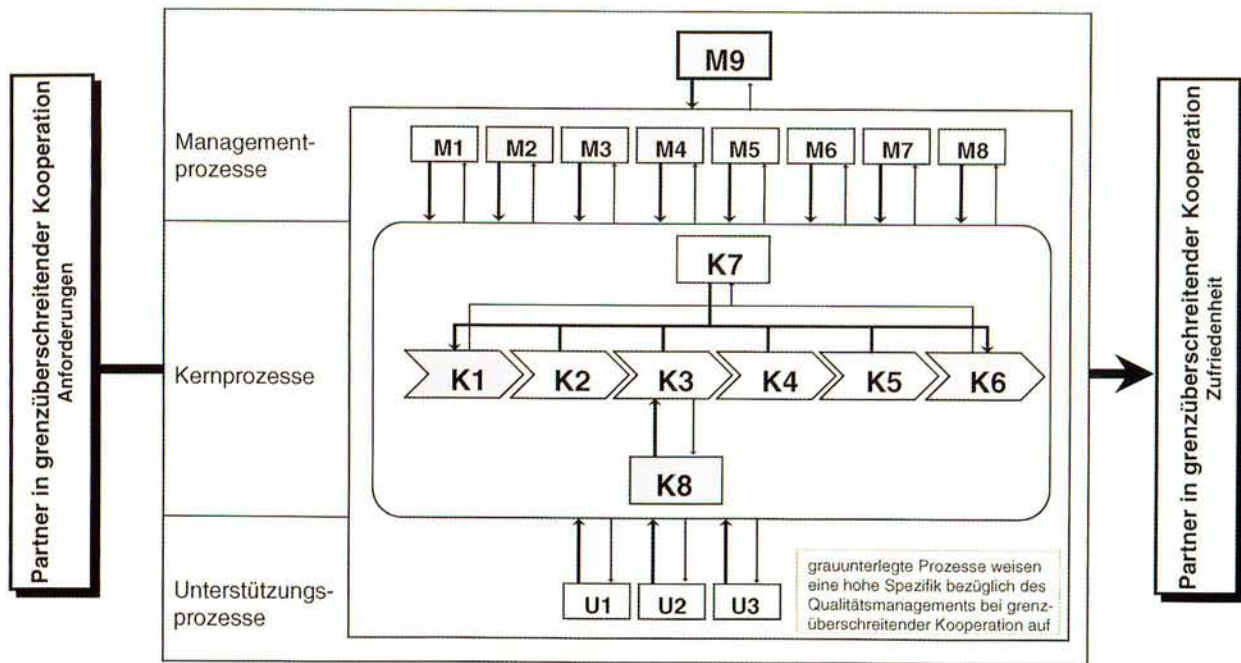 Partner in grenzüberschreitender Kooperation
Anforderungen
Management-
prozesse
Kernprozesse
Unterstützungs-
prozesse
M9
M1 M2 M3 M4 M5 M6 M7 M8
K7
K1 K2 K3 K4 K5 K6
K8
U1 U2 U3
grauunterlegte Prozesse weisen
eine hohe Spezifik bezüglich des
Qualitätsmanagements bei grenz-
überschreitender Kooperation auf
Partner in grenzüberschreitender Kooperation
Zufriedenheit